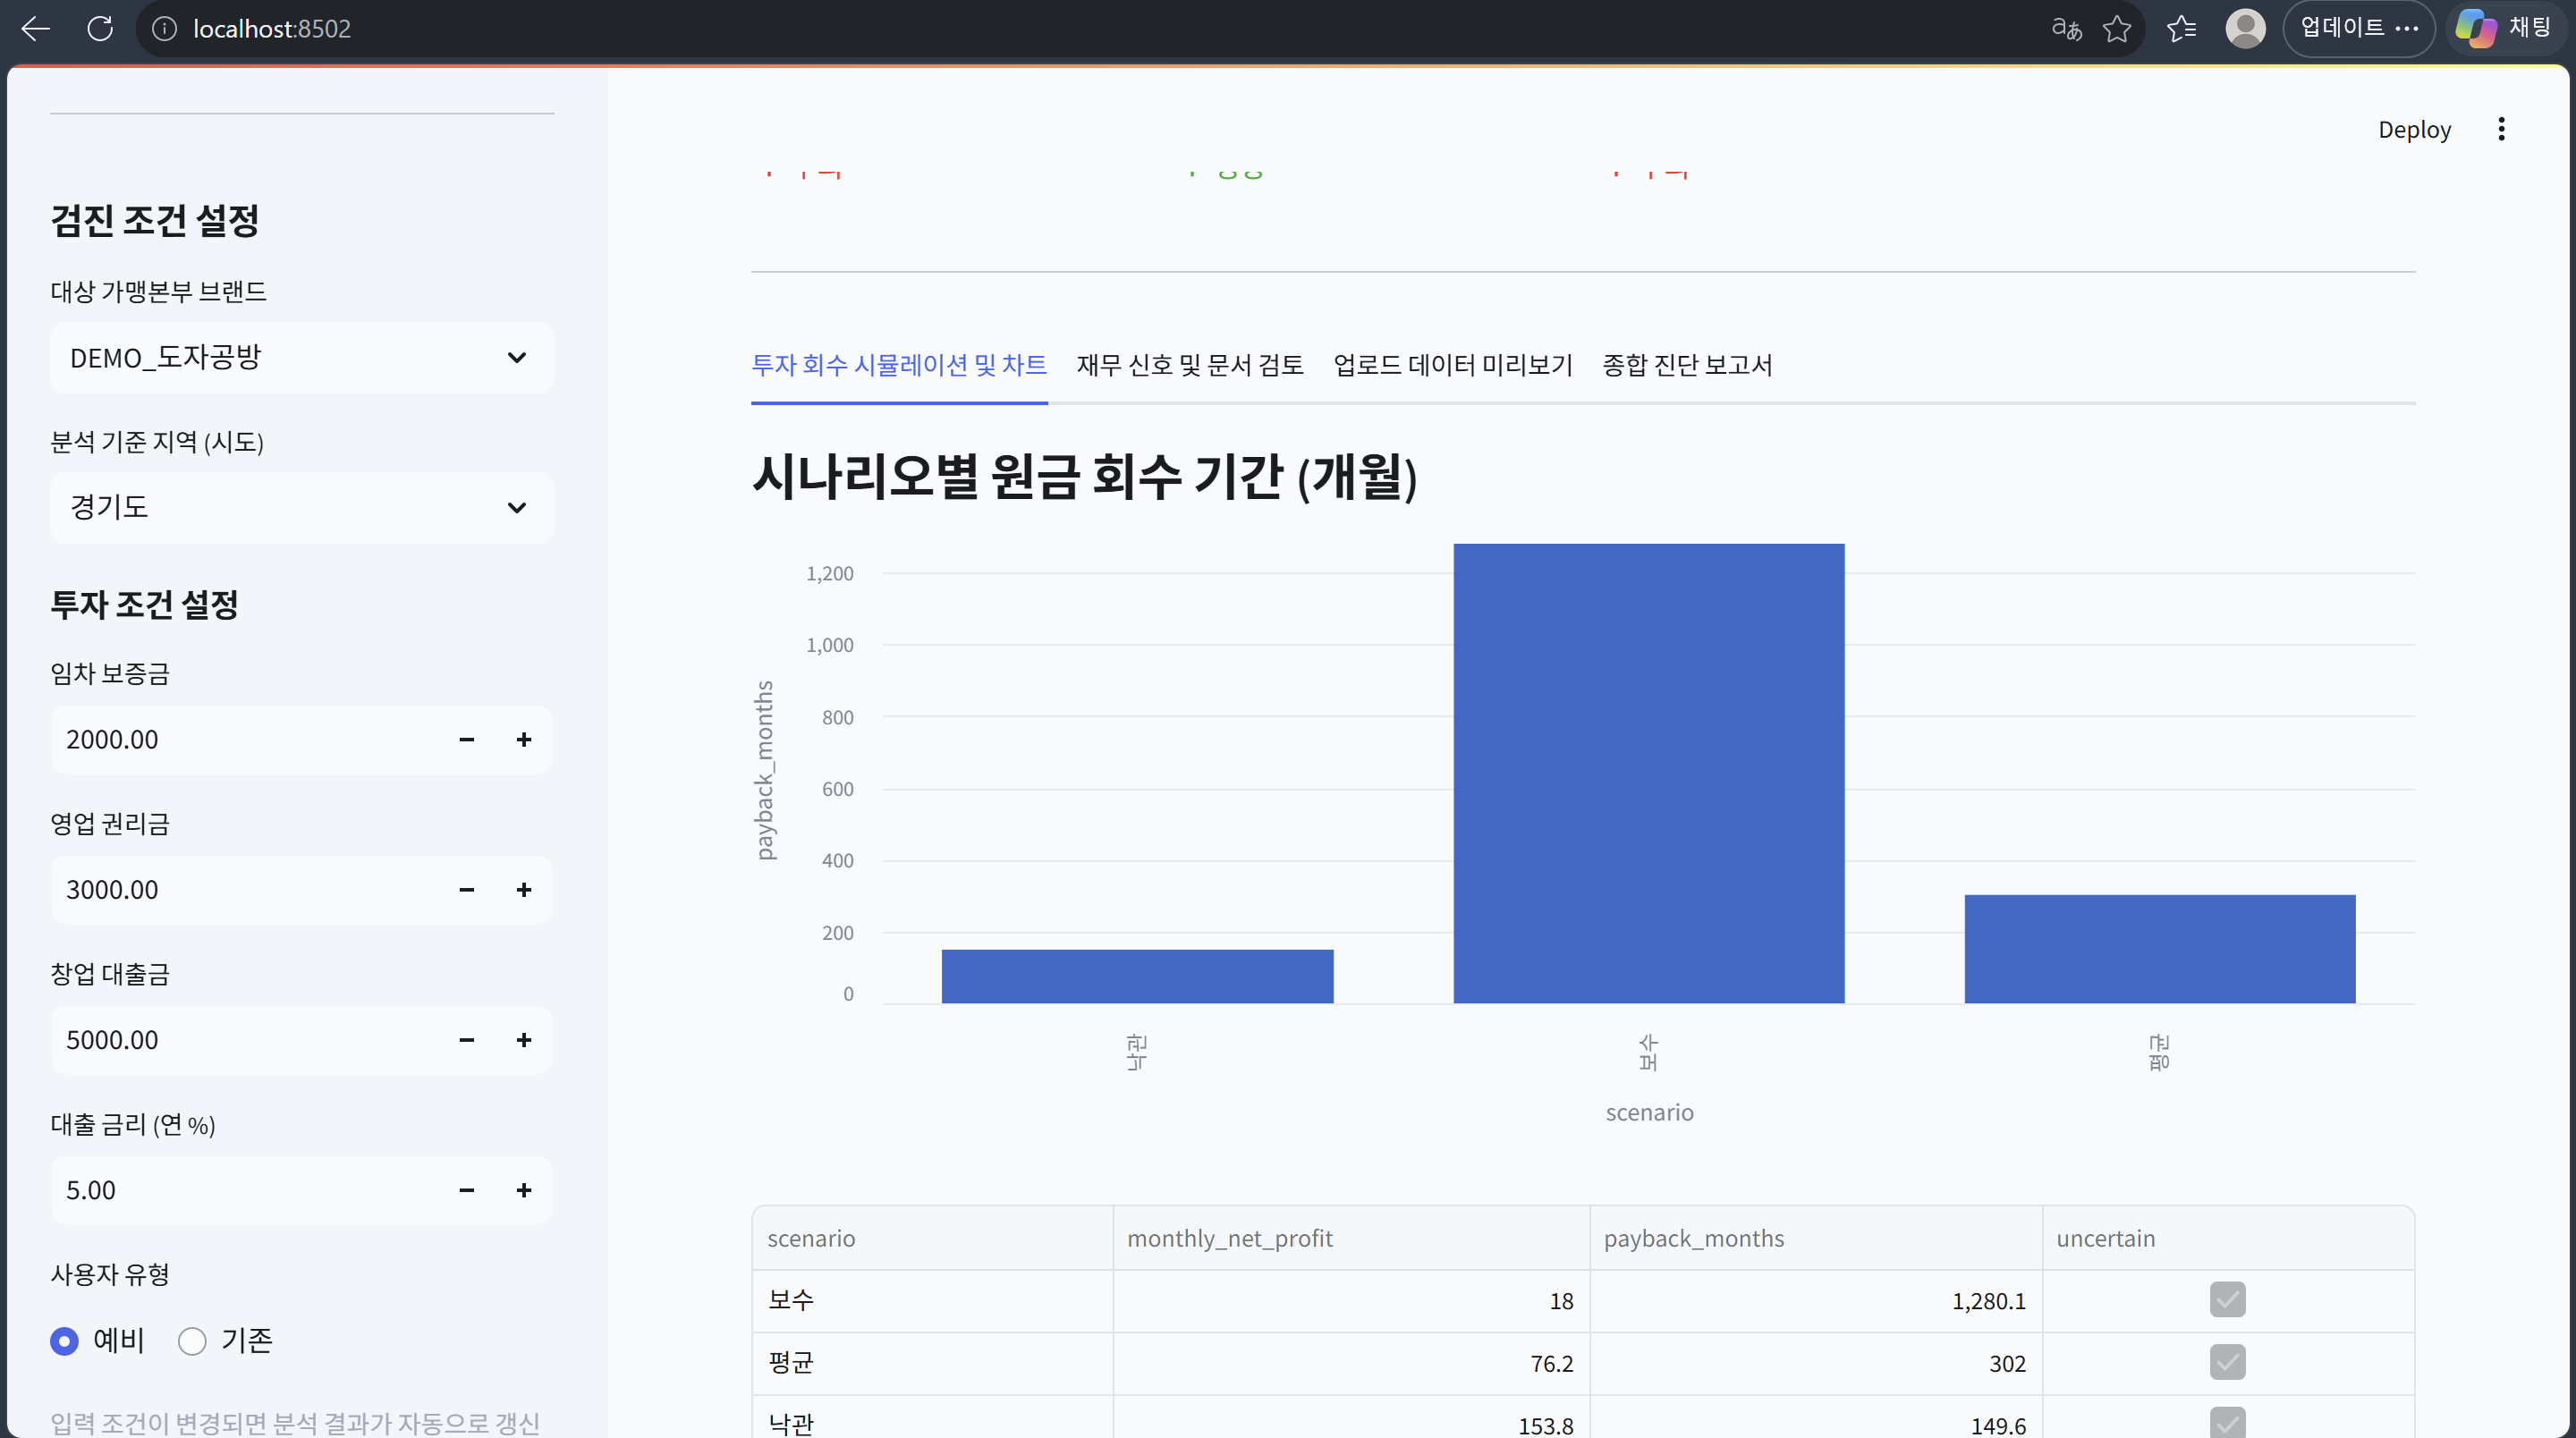 localhost:8502
업데이트 ···
채팅
Deploy
검진 조건 설정
대상 가맹본부 브랜드
DEMO_도자공방
분석 기준 지역 (시도)
경기도
투자 조건 설정
임차 보증금
2000.00
영업 권리금
3000.00
창업 대출금
5000.00
대출 금리 (연 %)
5.00
사용자 유형
예비
기존
입력 조건이 변경되면 분석 결과가 자동으로 갱신
투자 회수 시뮬레이션 및 차트 재무 신호 및 문서 검토 업로드 데이터 미리보기 종합 진단 보고서
시나리오별 원금 회수 기간 (개월)
payback_months
1,200
1,000
800
600
400
200
0
낙관 보수 평균
scenario
scenario monthly_net_profit payback_months uncertain
보수 18 1,280.1
평균 76.2 302
낙관 153.8 149.6